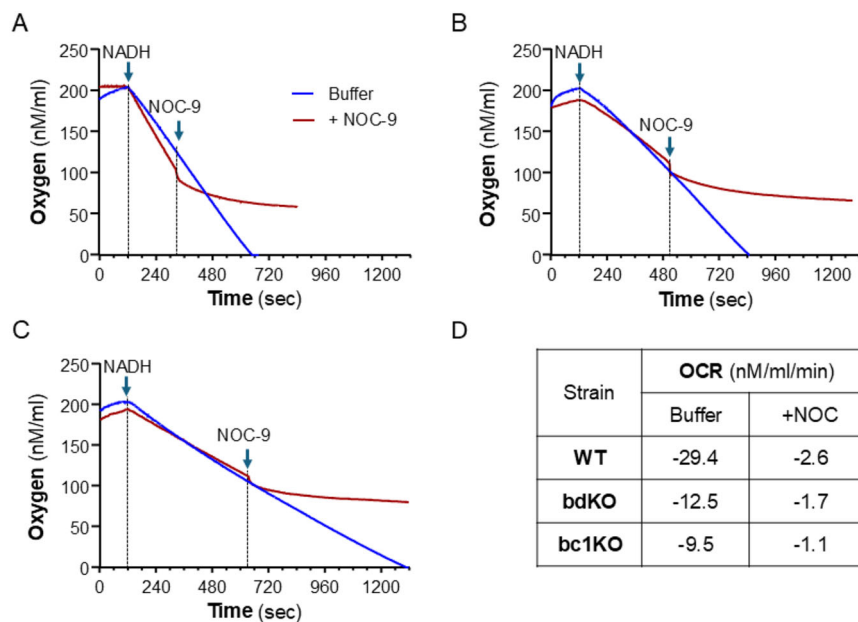 A
250
200
150
100
50
0
Oxygen (nM/ml)
NADH
NOC-9
Buffer
+ NOC-9
0 240 480 720 960 1200
Time (sec)
B
250
200
150
100
50
0
Oxygen (nM/ml)
NADH
NOC-9
0 240 480 720 960 1200
Time (sec)
C
250
200
150
100
50
0
Oxygen (nM/ml)
NADH
NOC-9
0 240 480 720 960 1200
Time (sec)
D
Strain OCR (nM/ml/min)
Buffer +NOC
WT -29.4 -2.6
bdKO -12.5 -1.7
bc1KO -9.5 -1.1